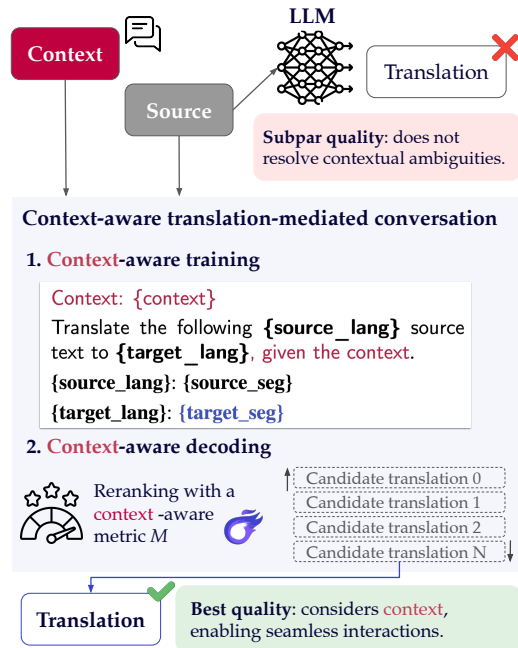 LLM
Context
Translation
Source
Subpar quality: does not
resolve contextual ambiguities.
Context-aware translation-mediated conversation
1. Context-aware training
Context: {context}
Translate the following {source_lang} source
text to {target_lang}, given the context.
{source_lang}: {source_seg}
{target_lang}: {target_seg}
2. Context-aware decoding
Reranking with a
context -aware
metric M
Candidate translation 0
Candidate translation 1
Candidate translation 2
Candidate translation N
Translation
Best quality: considers context,
enabling seamless interactions.